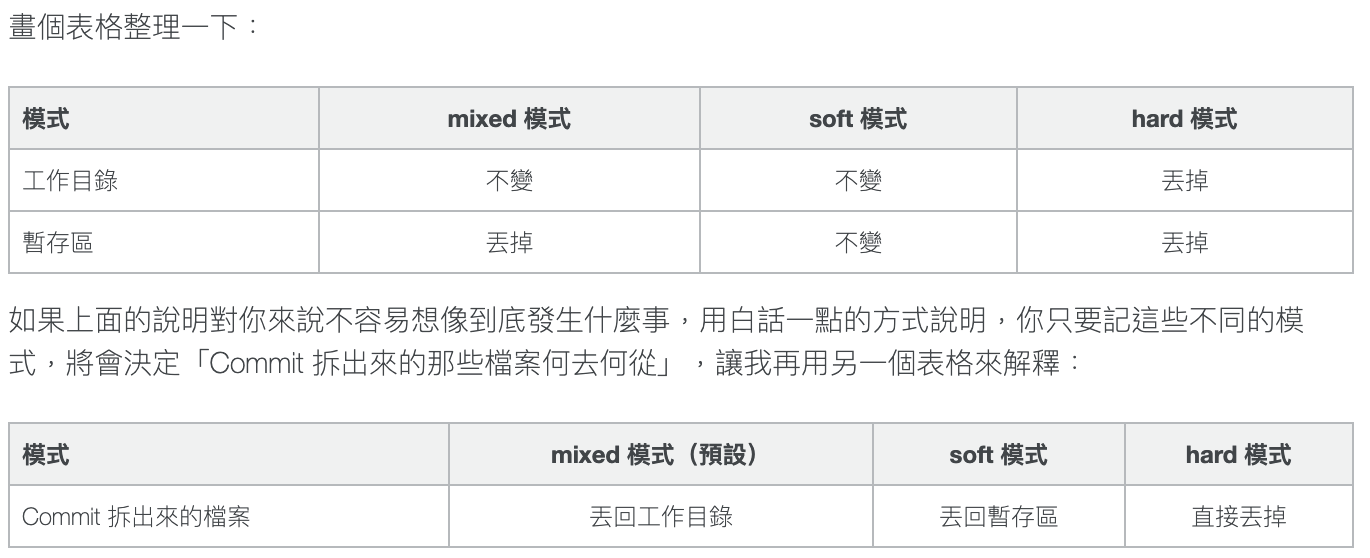 畫個表格整理一下：
模式 mixed 模式 soft 模式 hard 模式
工作目錄 不變 不變 丟掉
暫存區 丟掉 不變 丟掉
如果上面的說明對你來說不容易想像到底發生什麼事，用白話一點的方式說明，你只要記這些不同的模
式，將會決定「Commit 拆出來的那些檔案何去何從」，讓我再用另一個表格來解釋：
模式 mixed 模式（預設） soft 模式 hard 模式
Commit 拆出來的檔案 丟回工作目錄 丟回暫存區 直接丟掉